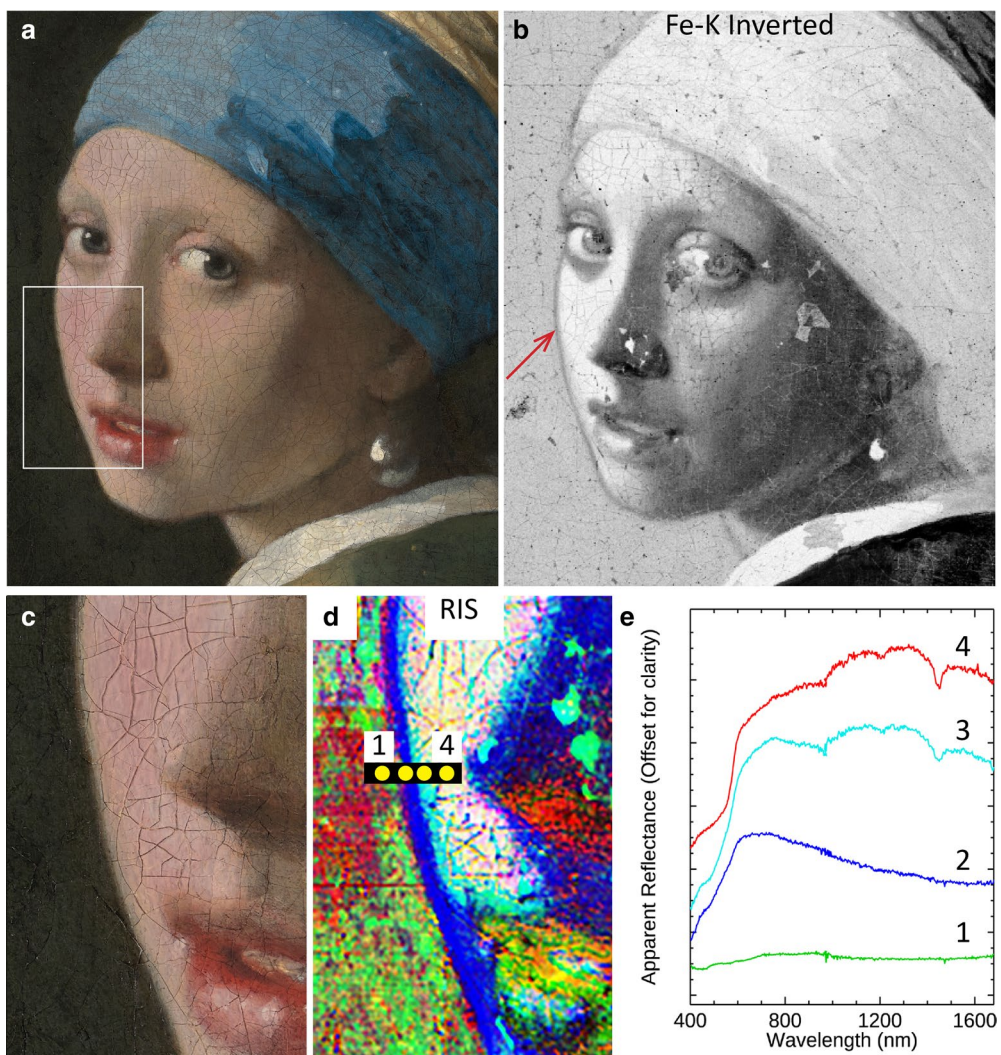 a
b
Fe-K Inverted
c
d
RIS
1
4
e
Apparent Reflectance (Offset for clarity)
4
3
2
1
400
800
1200
1600
Wavelength (nm)